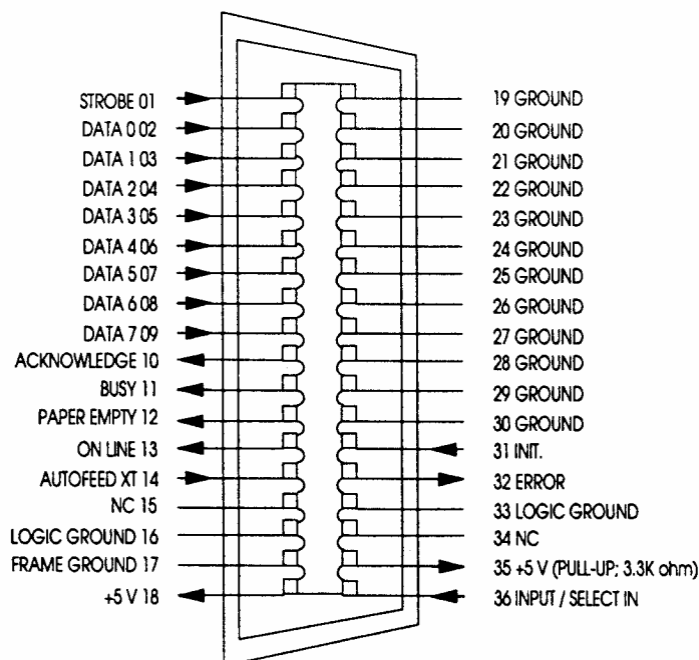 STROBE 01
DATA 0 02
DATA 1 03
DATA 2 04
DATA 3 05
DATA 4 06
DATA 5 07
DATA 6 08
DATA 7 09
ACKNOWLEDGE 10
BUSY 11
PAPER EMPTY 12
ON LINE 13
AUTOFEED XT 14
NC 15
LOGIC GROUND 16
FRAME GROUND 17
+5 V 18
19 GROUND
20 GROUND
21 GROUND
22 GROUND
23 GROUND
24 GROUND
25 GROUND
26 GROUND
27 GROUND
28 GROUND
29 GROUND
30 GROUND
31 INIT.
32 ERROR
33 LOGIC GROUND
34 NC
35 +5 V (PULL-UP; 3.3K ohm)
36 INPUT / SELECT IN